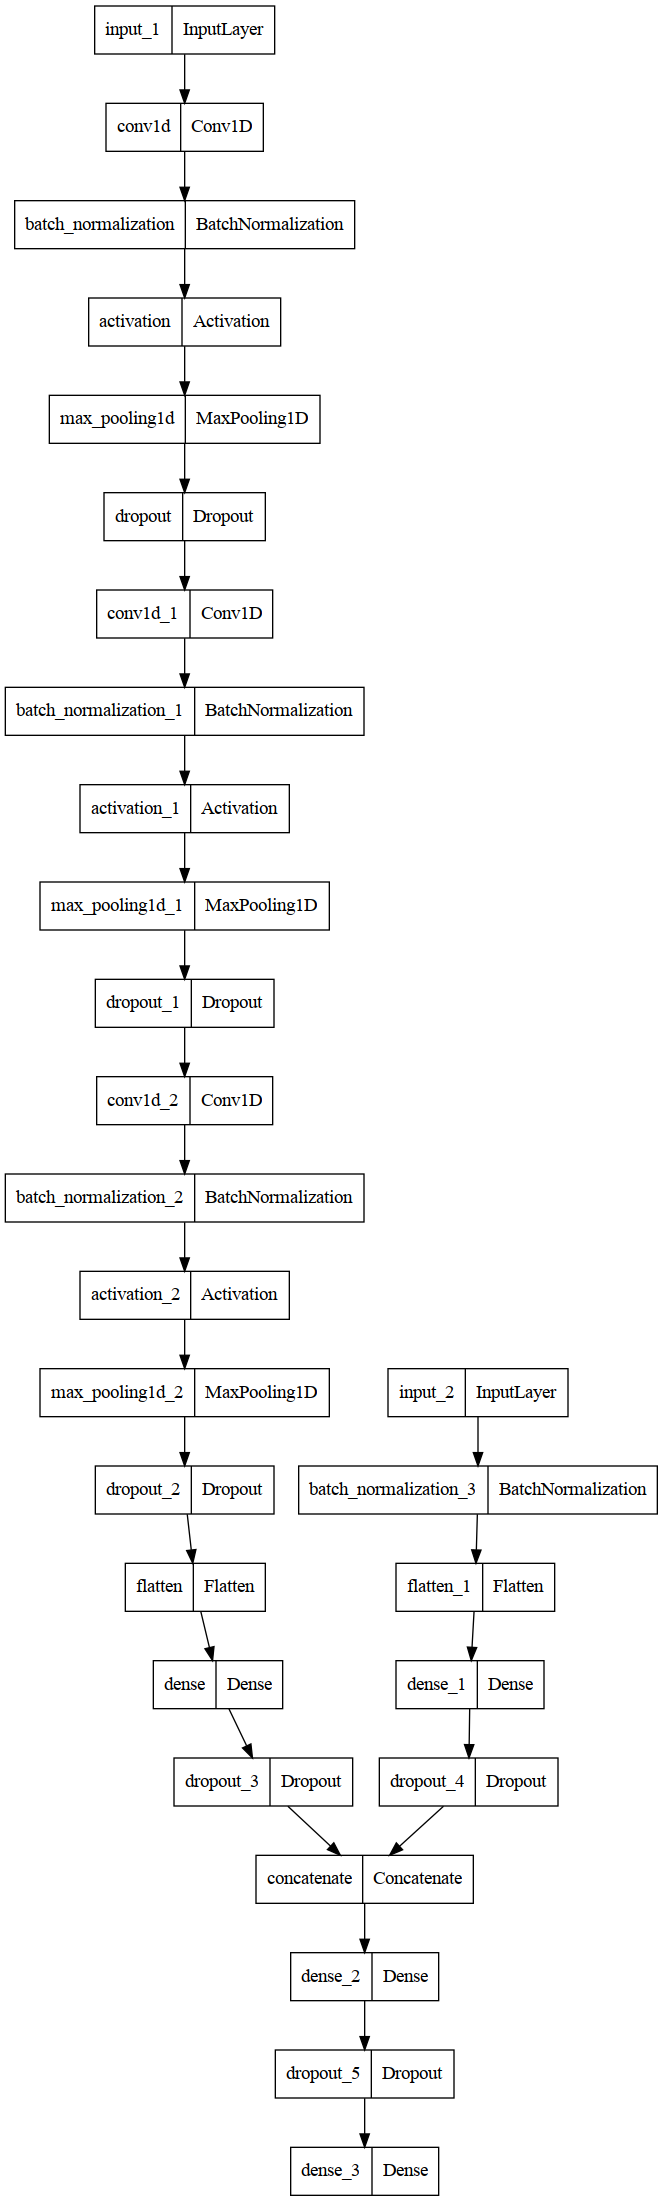 input_1 InputLayer
conv1d Conv1D
batch_normalization BatchNormalization
activation Activation
max_pooling1d MaxPooling1D
dropout Dropout
conv1d_1 Conv1D
batch_normalization_1 BatchNormalization
activation_1 Activation
max_pooling1d_1 MaxPooling1D
dropout_1 Dropout
conv1d_2 Conv1D
batch_normalization_2 BatchNormalization
activation_2 Activation
max_pooling1d_2 MaxPooling1D
input_2 InputLayer
dropout_2 Dropout
batch_normalization_3 BatchNormalization
flatten Flatten
flatten_1 Flatten
dense Dense
dense_1 Dense
dropout_3 Dropout
dropout_4 Dropout
concatenate Concatenate
dense_2 Dense
dropout_5 Dropout
dense_3 Dense